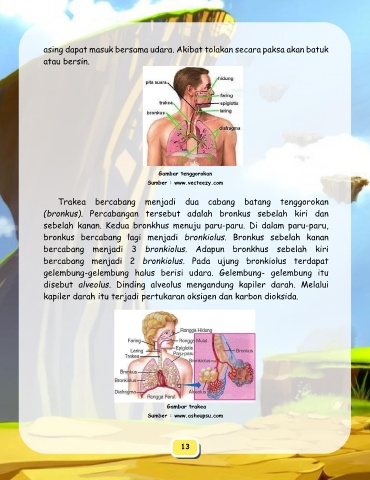 asing dapat masuk bersama udara. Akibat tolakan secara paksa akan batuk
atau bersin.
hidung
pita suara
faring
trakea
epiglotis
laring
bronkus
diafragma
Gambar tenggorokan
Sumber : www.vecteezy.com
Trakea bercabang menjadi dua cabang batang tenggorokan
(bronkus). Percabangan tersebut adalah bronkus sebelah kiri dan
sebelah kanan. Kedua bronkhus menuju paru-paru. Di dalam paru-paru,
bronkus bercabang lagi menjadi bronkiolus. Bronkus sebelah kanan
bercabang menjadi 3 bronkiolus. Adapun bronkhus sebelah kiri
bercabang menjadi 2 bronkiolus. Pada ujung bronkiolus terdapat
gelembung-gelembung halus berisi udara. Gelembung- gelembung itu
disebut alveolus. Dinding alveolus mengandung kapiler darah. Melalui
kapiler darah itu terjadi pertukaran oksigen dan karbon dioksida.
Rongga Hidung
Faring
Rongga Mulut
Laring
Epiglotis
Trakea
Paru-paru
Bronkus
Bronkiolus
Bronkus
Bronkiolus
Diafragma
Alveolus
Rongga Perut
Gambar trakea
Sumber : www.ashoupsu.com
13